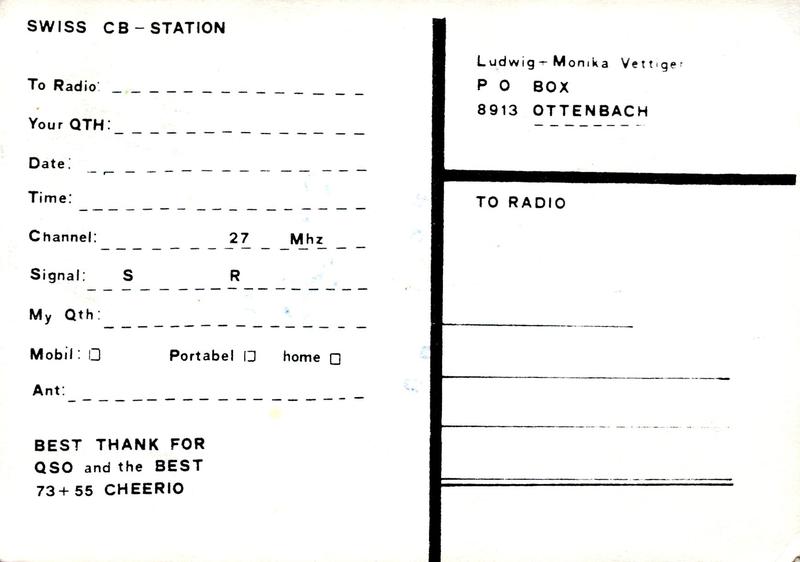 SWISS CB - STATION
To Radio:
Your QTH:
Date:
Time:
Channel: 27 Mhz
Signal: S R
My Qth:
Mobil: Portabel home
Ant:
BEST THANK FOR
QSO and the BEST
73 + 55 CHEERIO
Ludwig + Monika Vettiger
P O BOX
8913 OTTENBACH
TO RADIO